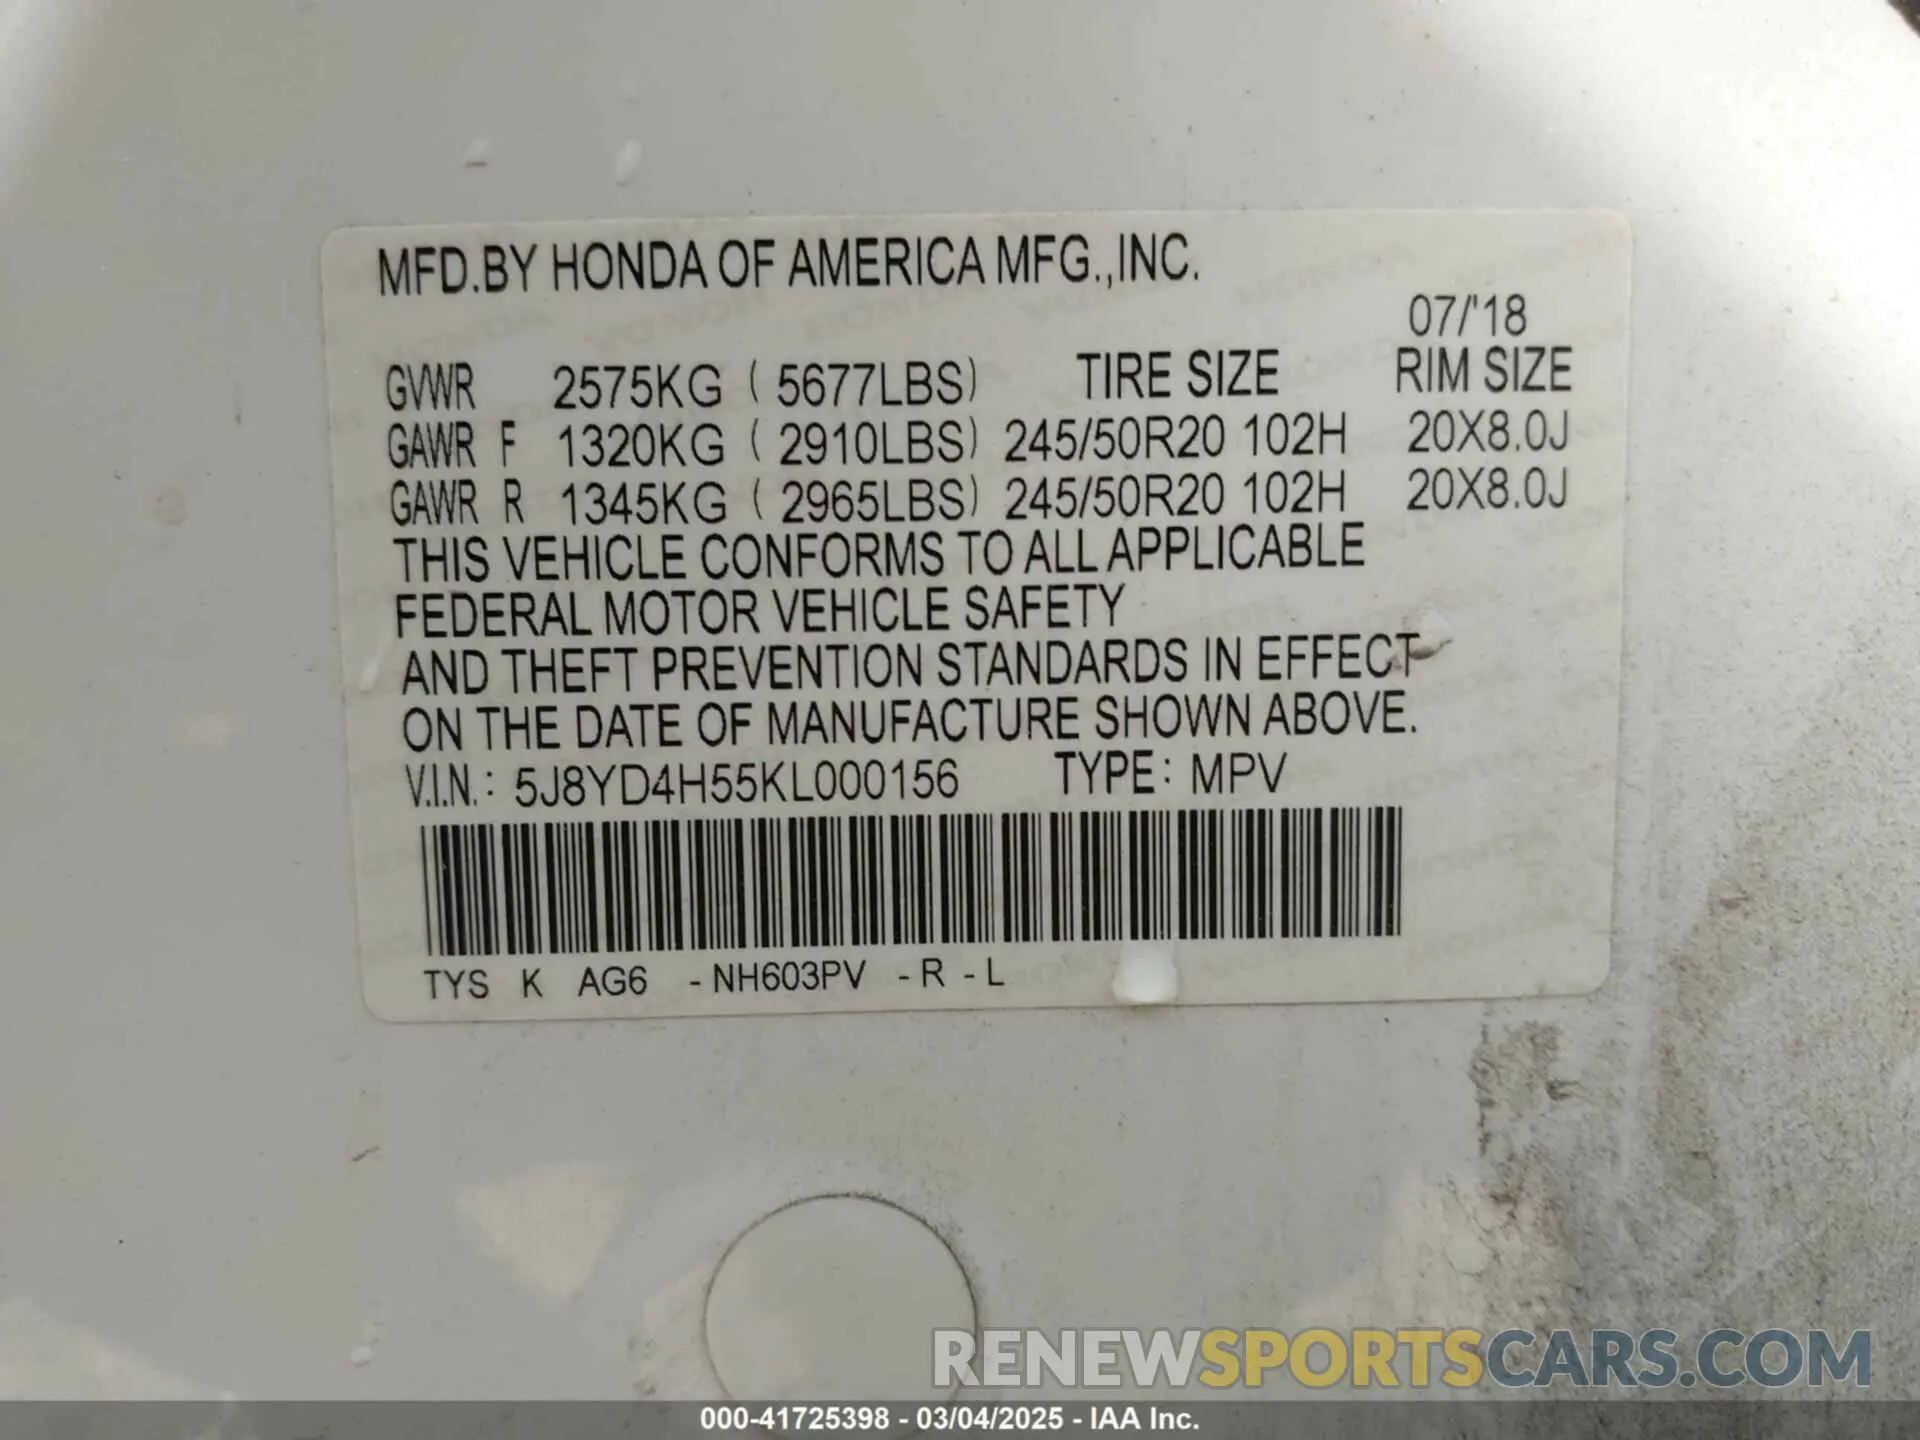 MFD.BY HONDA OF AMERICA MFG.,INC.
07/'18
GVWR 2575KG ( 5677LBS) TIRE SIZE RIM SIZE
GAWR F 1320KG ( 2910LBS) 245/50R20 102H 20X8.0J
GAWR R 1345KG ( 2965LBS) 245/50R20 102H 20X8.0J
THIS VEHICLE CONFORMS TO ALL APPLICABLE
FEDERAL MOTOR VEHICLE SAFETY
AND THEFT PREVENTION STANDARDS IN EFFECT
ON THE DATE OF MANUFACTURE SHOWN ABOVE.
V.I.N.: 5J8YD4H55KL000156 TYPE: MPV
TYS K AG6 -NH603PV -R -L
RENEWSPORTSCARS.COM
000-41725398 - 03/04/2025 - IAA Inc.